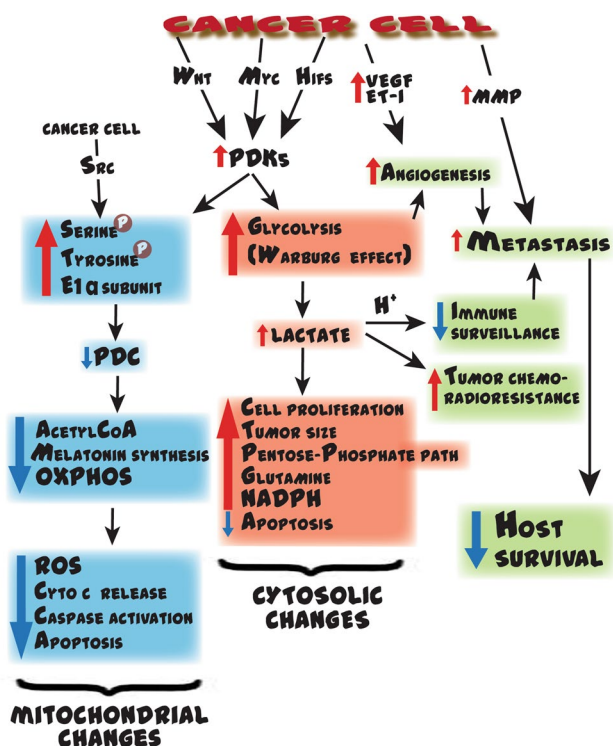 CANCER CELL
WNT MYC HIFS
VEGF
ET-1
MMP
CANCER CELL
SRC
PDKS
ANGIOGENESIS
SERINE P
TYROSINE P
E1α SUBUNIT
GLYCOLYSIS
(WARBURG EFFECT)
METASTASIS
H+
LACTATE
IMMUNE
SURVEILLANCE
PDC
TUMOR CHEMO-
RADIORESISTANCE
ACETYLCOA
MELATONIN SYNTHESIS
OXPHOS
CELL PROLIFERATION
TUMOR SIZE
PENTOSE-PHOSPHATE PATH
GLUTAMINE
NADPH
APOPTOSIS
HOST
SURVIVAL
ROS
CYTO C RELEASE
CASPASE ACTIVATION
APOPTOSIS
CYTOSOLIC
CHANGES
MITOCHONDRIAL
CHANGES